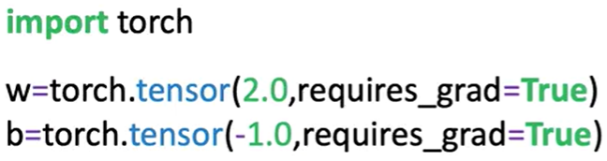 import torch
w=torch.tensor(2.0,requires_grad=True)
b=torch.tensor(-1.0,requires_grad=True)